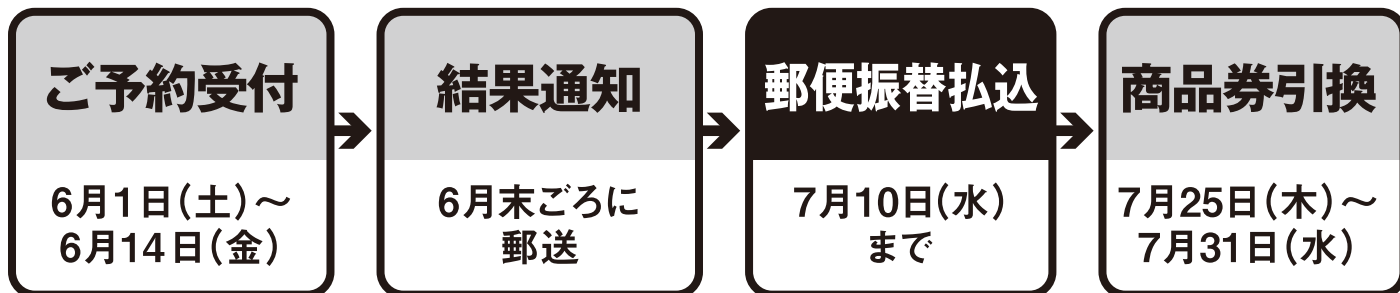 ご予約受付
6月1日(土)〜
6月14日(金)
結果通知
6月末ごろに
郵送
郵便振替払込
7月10日(水)
まで
商品券引換
7月25日(木)〜
7月31日(水)